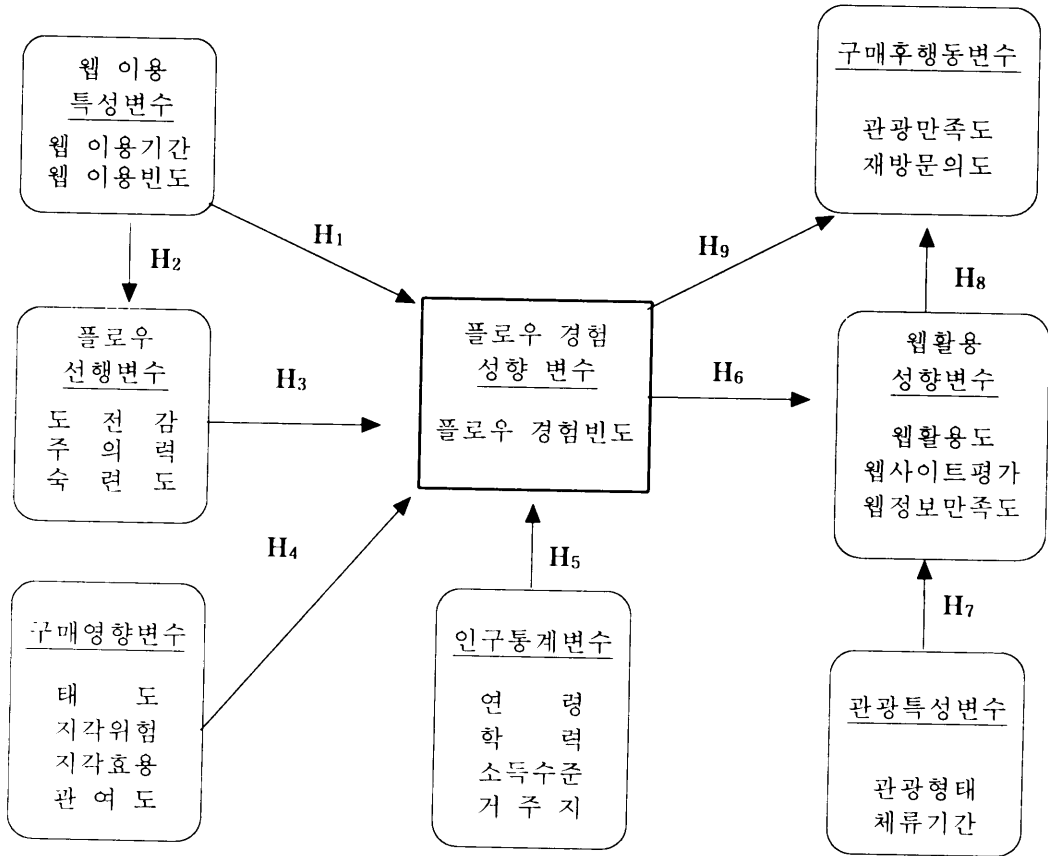 웹 이용
특성변수
웹 이용기간
웹 이용빈도
구매후행동변수
관광만족도
재방문의도
H₁
H₂
H₉
H₈
플로우
선행변수
도 전 감
주 의 력
숙 련 도
H₃
플로우 경험
성향 변수
플로우 경험빈도
H₆
웹활용
성향변수
웹활용도
웹사이트평가
웹정보만족도
H₄
H₅
H₇
구매영향변수
태 도
지각위험
지각효용
관 여 도
인구통계변수
연 령
학 력
소득수준
거 주 지
관광특성변수
관광형태
체류기간